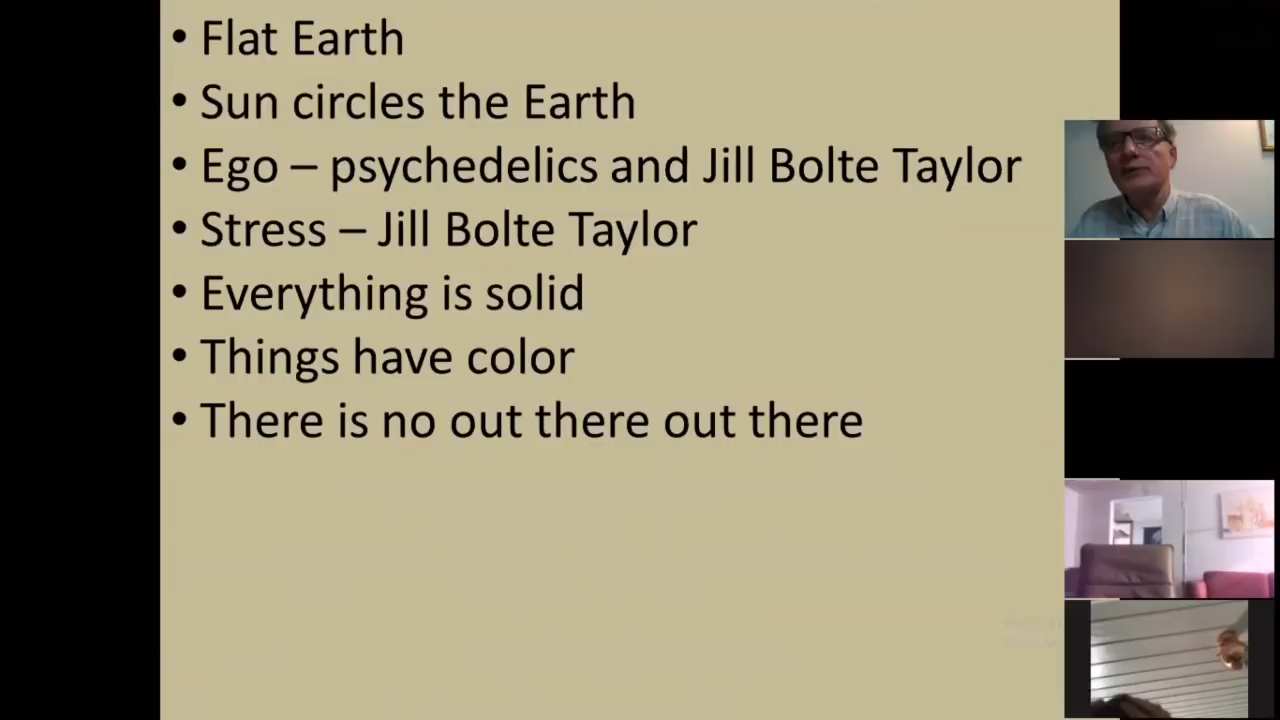 • Flat Earth
• Sun circles the Earth
• Ego – psychedelics and Jill Bolte Taylor
• Stress – Jill Bolte Taylor
• Everything is solid
• Things have color
• There is no out there out there